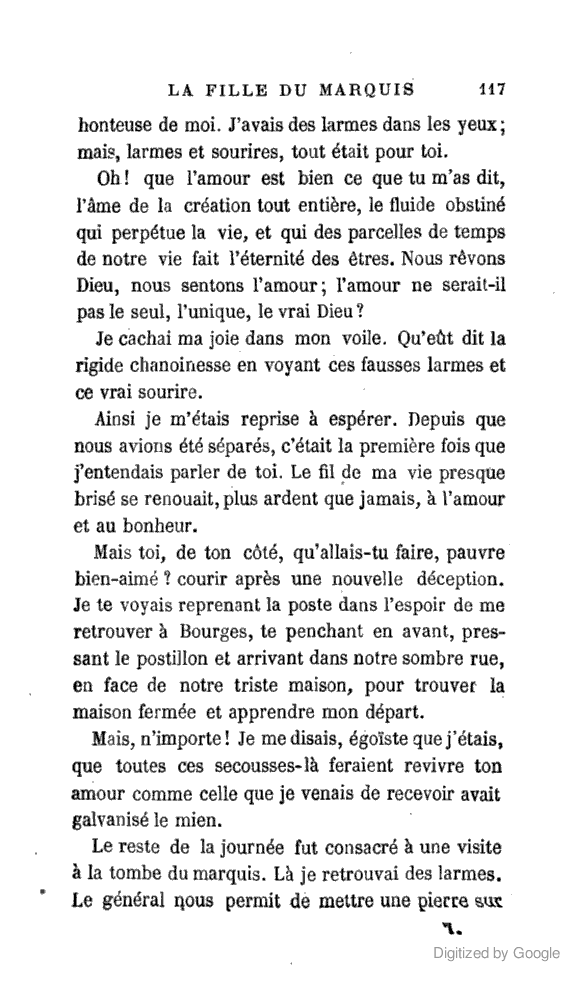 LA FILLE DU MARQUIS 117
honteuse de moi. J'avais des larmes dans les yeux;
mais, larmes et sourires, tout était pour toi.
Oh! que l'amour est bien ce que tu m'as dit,
l'âme de la création tout entière, le fluide obstiné
qui perpétue la vie, et qui des parcelles de temps
de notre vie fait l'éternité des êtres. Nous rêvons
Dieu, nous sentons l'amour; l'amour ne serait-il
pas le seul, l'unique, le vrai Dieu?
Je cachai ma joie dans mon voile. Qu'eût dit la
rigide chanoinesse en voyant ces fausses larmes et
ce vrai sourire.
Ainsi je m'étais reprise à espérer. Depuis que
nous avions été séparés, c'était la première fois que
j'entendais parler de toi. Le fil de ma vie presque
brisé se renouait, plus ardent que jamais, à l'amour
et au bonheur.
Mais toi, de ton côté, qu'allais-tu faire, pauvre
bien-aimé? courir après une nouvelle déception.
Je te voyais reprenant la poste dans l'espoir de me
retrouver à Bourges, te penchant en avant, pres-
sant le postillon et arrivant dans notre sombre rue,
en face de notre triste maison, pour trouver la
maison fermée et apprendre mon départ.
Mais, n'importe! Je me disais, égoïste que j'étais,
que toutes ces secousses-là feraient revivre ton
amour comme celle que je venais de recevoir avait
galvanisé le mien.
Le reste de la journée fut consacré à une visite
à la tombe du marquis. Là je retrouvai des larmes.
Le général nous permit de mettre une pierre sur
7.
Digitized by Google